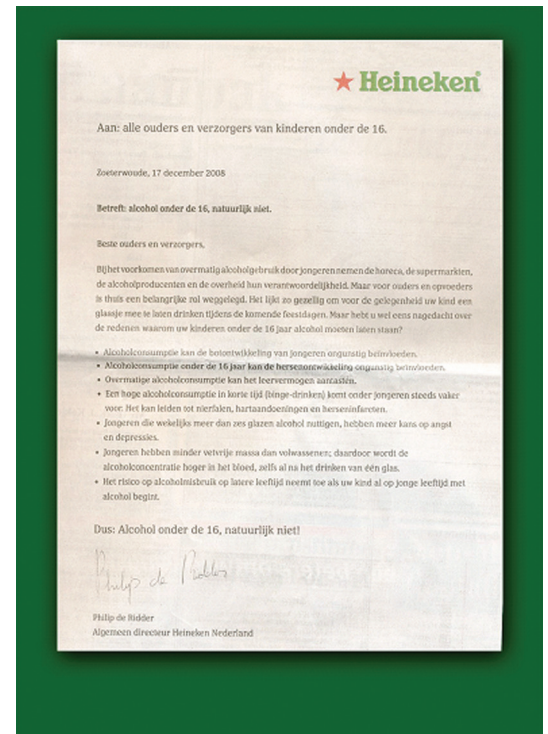 Heineken
Aan: alle ouders en verzorgers van kinderen onder de 16.
Zoeterwoude, 17 december 2008
Betreft: alcohol onder de 16, natuurlijk niet.
Beste ouders en verzorgers,
Bij het voorkomen van overmatig alcoholgebruik door jongeren nemen de horeca, de supermarkten,
de alcoholproducenten en de overheid hun verantwoordelijkheid. Maar voor ouders en opvoeders
is thuis een belangrijke rol weggelegd. Het lijkt zo gezellig om voor de gelegenheid uw kind een
glaasje mee te laten drinken tijdens de komende feestdagen. Maar hebt u wel eens nagedacht over
de redenen waarom uw kinderen onder de 16 jaar alcohol moeten laten staan?
• Alcoholconsumptie kan de botontwikkeling van jongeren ongunstig beïnvloeden.
• Alcoholconsumptie onder de 16 jaar kan de hersenontwikkeling ongunstig beïnvloeden.
• Overmatige alcoholconsumptie kan het leervermogen aantasten.
• Een hoge alcoholconsumptie in korte tijd (binge-drinken) komt onder jongeren steeds vaker
voor. Het kan leiden tot nierfalen, hartaandoeningen en herseninfarcten.
• Jongeren die wekelijks meer dan zes glazen alcohol nuttigen, hebben meer kans op angst
en depressies.
• Jongeren hebben minder vetvrije massa dan volwassenen; daardoor wordt de
alcoholconcentratie hoger in het bloed, zelfs al na het drinken van één glas.
• Het risico op alcoholmisbruik op latere leeftijd neemt toe als uw kind al op jonge leeftijd met
alcohol begint.
Dus: Alcohol onder de 16, natuurlijk niet!
Philip de Ridder
Philip de Ridder
Algemeen directeur Heineken Nederland